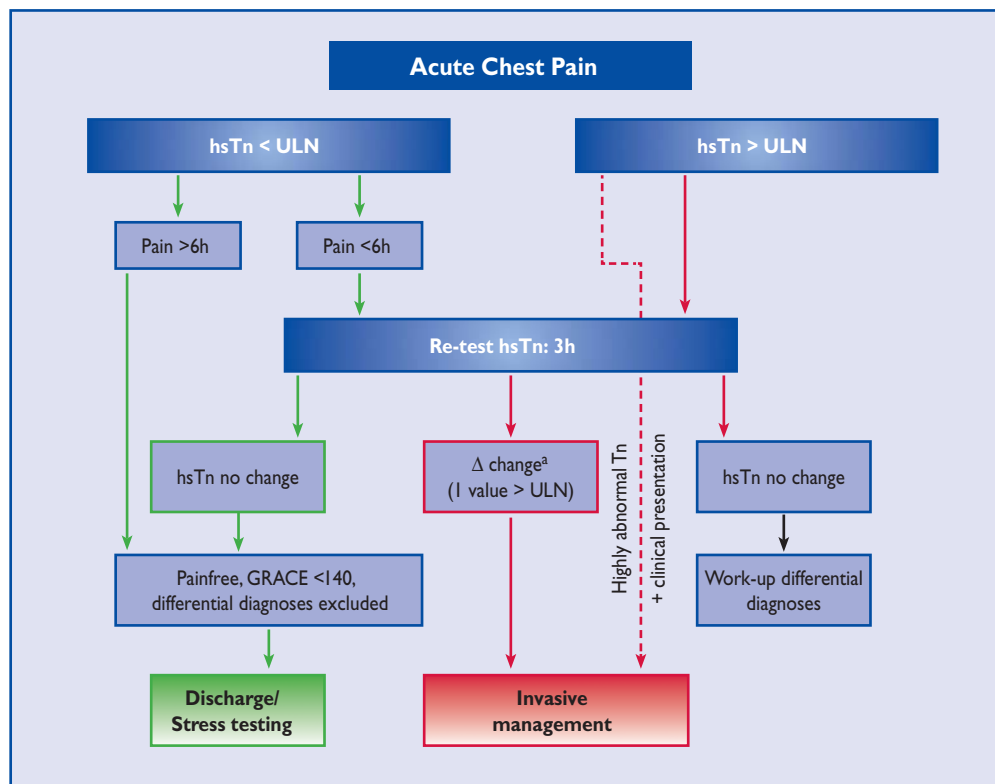 Acute Chest Pain
hsTn < ULN
hsTn > ULN
Pain >6h
Pain <6h
Re-test hsTn: 3h
hsTn no change
Δ change^a
(1 value > ULN)
Highly abnormal Tn
+ clinical presentation
hsTn no change
Painfree, GRACE <140,
differential diagnoses excluded
Work-up differential
diagnoses
Discharge/
Stress testing
Invasive
management